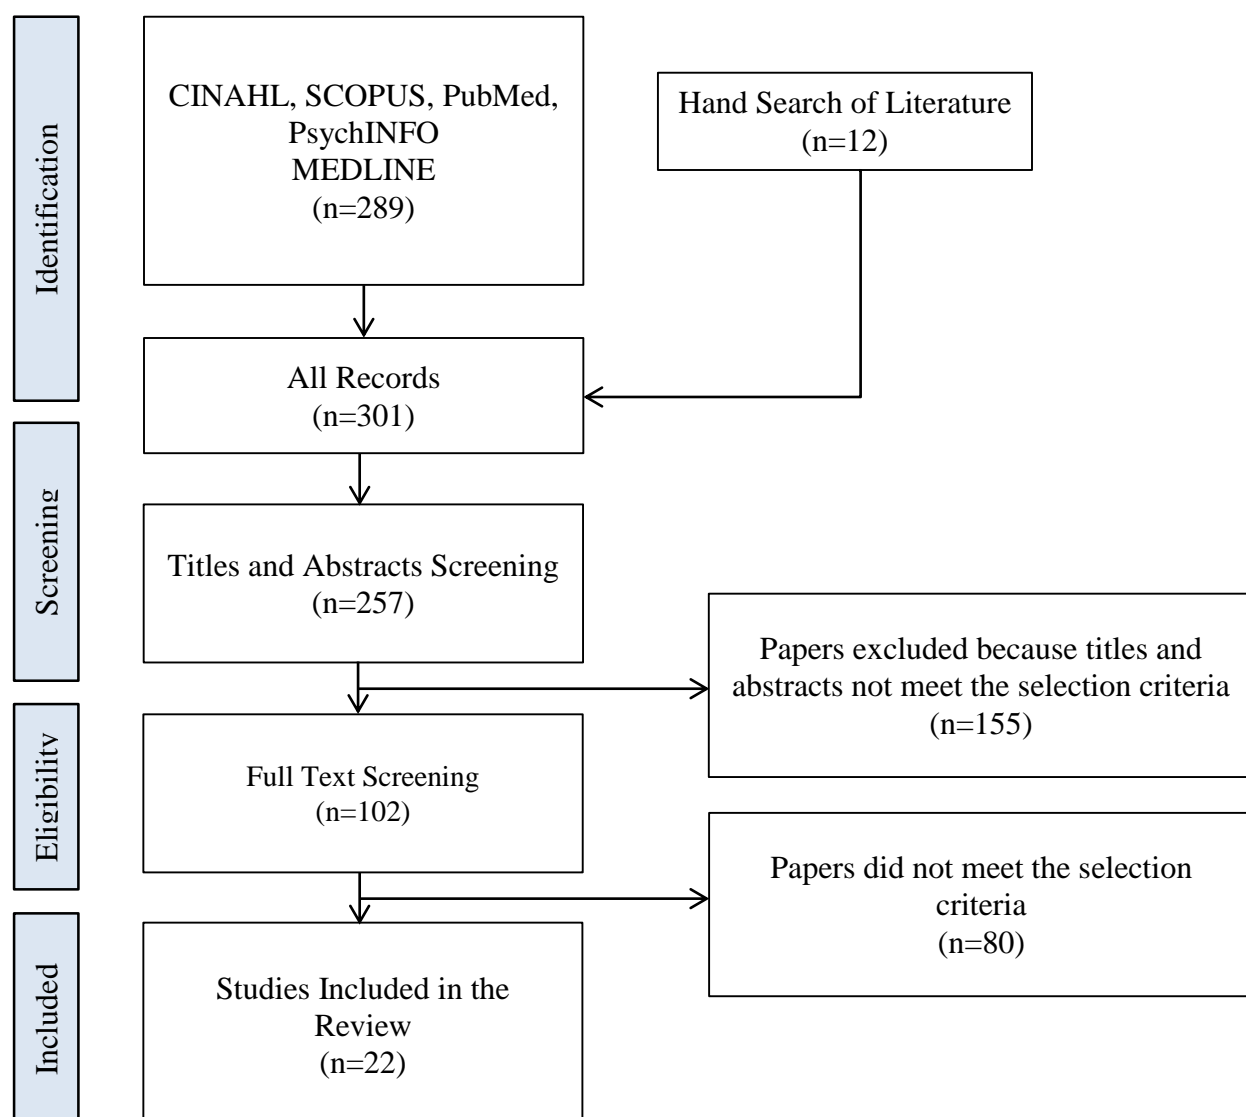 Identification
CINAHL, SCOPUS, PubMed,
PsychINFO
MEDLINE
(n=289)
Hand Search of Literature
(n=12)
All Records
(n=301)
Screening
Titles and Abstracts Screening
(n=257)
Papers excluded because titles and
abstracts not meet the selection criteria
(n=155)
Eligibility
Full Text Screening
(n=102)
Papers did not meet the selection
criteria
(n=80)
Included
Studies Included in the
Review
(n=22)